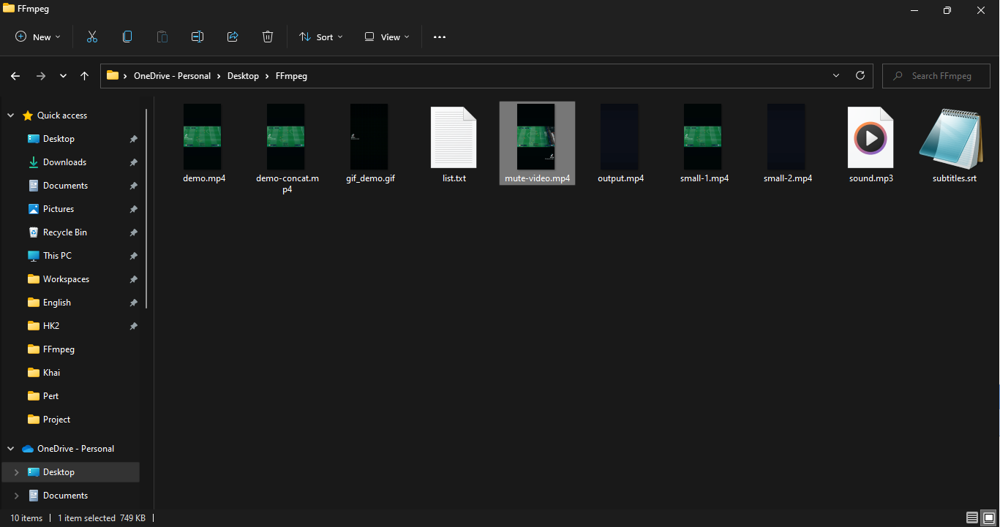 FFmpeg
New
Sort
View
OneDrive - Personal
Desktop
FFmpeg
Search FFmpeg
Quick access
Desktop
Downloads
Documents
Pictures
Recycle Bin
This PC
Workspaces
English
HK2
FFmpeg
Khai
Pert
Project
OneDrive - Personal
Desktop
Documents
demo.mp4
demo-concat.m
p4
gif_demo.gif
list.txt
mute-video.mp4
output.mp4
small-1.mp4
small-2.mp4
sound.mp3
subtitles.srt
10 items
1 item selected 749 KB